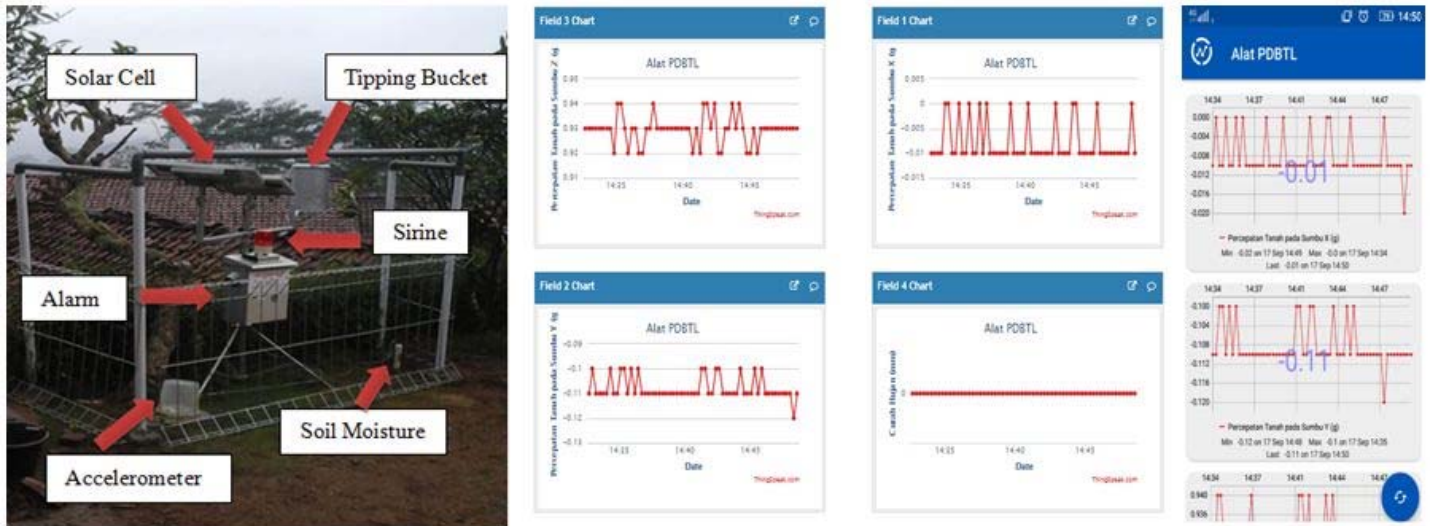 Solar Cell
Tipping Bucket
Sirine
Alarm
Soil Moisture
Accelerometer
Field 3 Chart
Alat PDBTL
Percepatan Tanah pada Sumbu Z (g
0.95
0.94
0.93
0.92
0.91
14:25
14:40
14:45
Date
ThingSpeak.com
Field 1 Chart
Alat PDBTL
Percepatan Tanah pada Sumbu X (g
0.005
0
-0.005
-0.01
-0.015
14:25
14:40
14:45
Date
ThingSpeak.com
Field 2 Chart
Alat PDBTL
Percepatan Tanah pada Sumbu Y (g
-0.09
-0.1
-0.11
-0.12
-0.13
14:25
14:40
14:45
Date
ThingSpeak.com
Field 4 Chart
Alat PDBTL
Curah Hujan (mm)
0
14:25
14:40
14:45
Date
ThingSpeak.com
14:50
Alat PDBTL
14:34 14:37 14:41 14:44 14:47
0.000
-0.004
-0.008
-0.012
-0.016
-0.020
-0.01
Percepatan Tanah pada Sumbu X (g)
Min -0.02 on 17 Sep 14:49 Max -0.0 on 17 Sep 14:34
Last -0.01 on 17 Sep 14:50
14:34 14:37 14:41 14:44 14:47
-0.100
-0.104
-0.108
-0.112
-0.116
-0.120
-0.11
Percepatan Tanah pada Sumbu Y (g)
Min -0.12 on 17 Sep 14:48 Max -0.1 on 17 Sep 14:35
Last -0.11 on 17 Sep 14:50
14:34 14:37 14:41 14:44 14:47
0.940
0.936